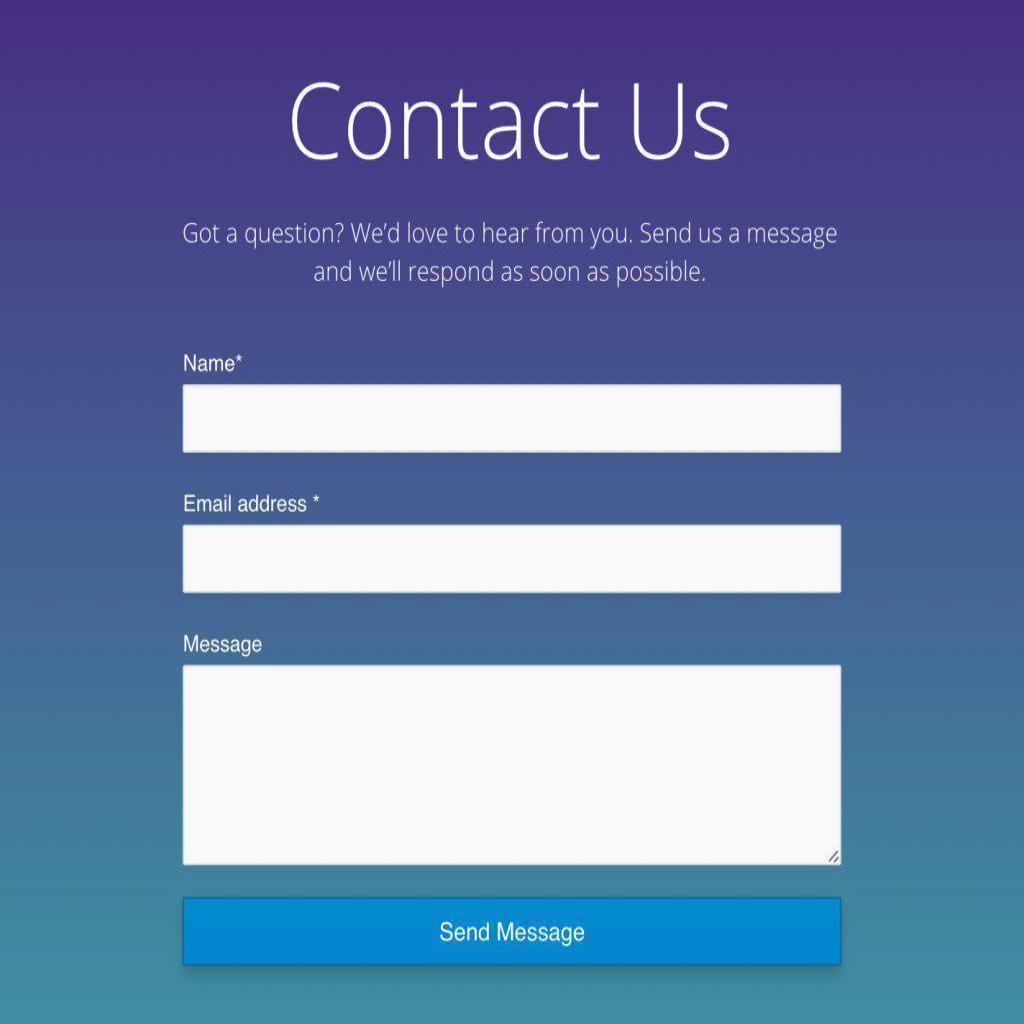 Contact Us
Got a question? We’d love to hear from you. Send us a message
and we’ll respond as soon as possible.
Name*
Email address *
Message
Send Message